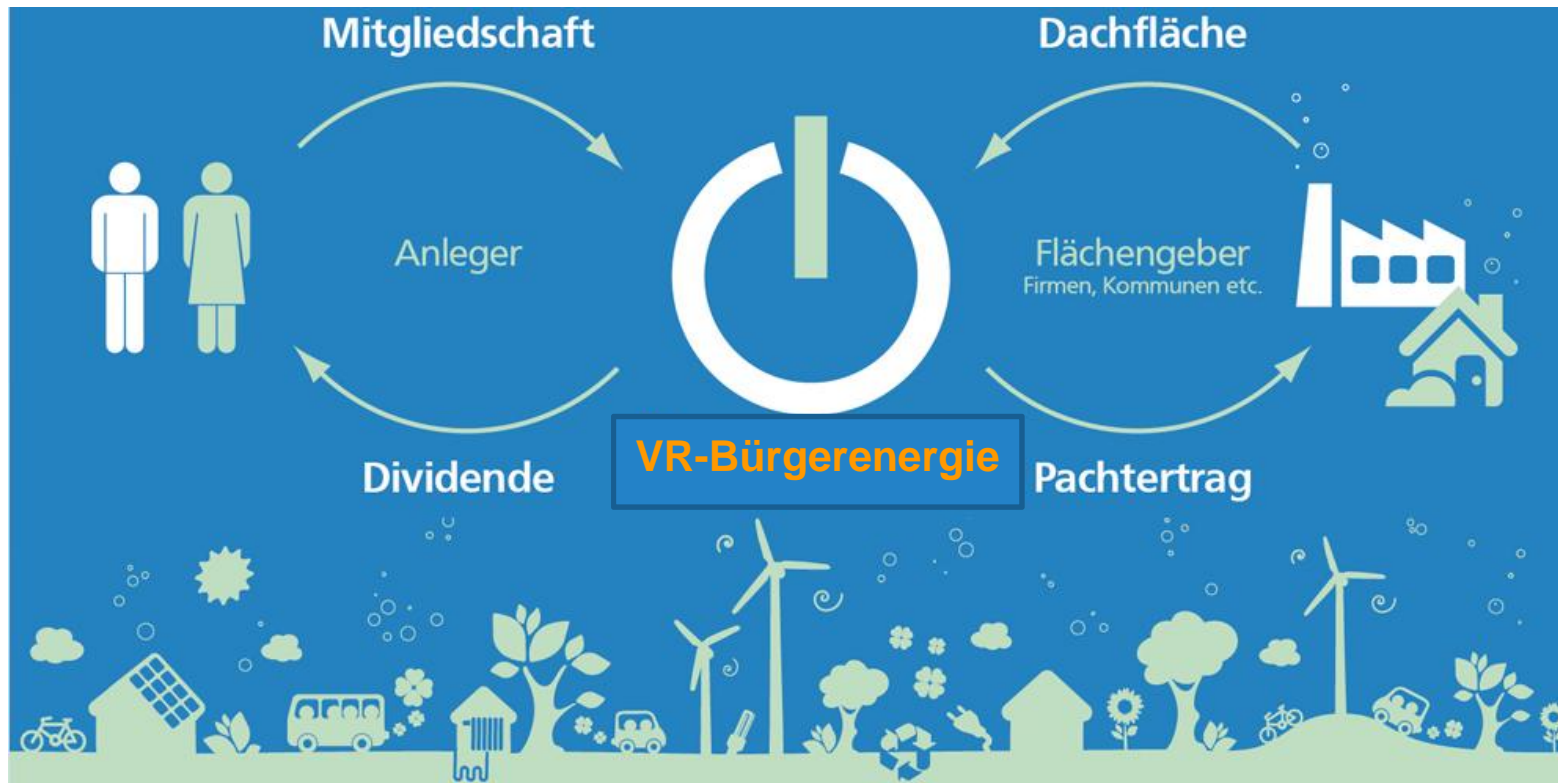 Mitgliedschaft
Dachfläche
Anleger
Flächengeber
Firmen, Kommunen etc.
VR-Bürgerenergie
Dividende
Pachtertrag